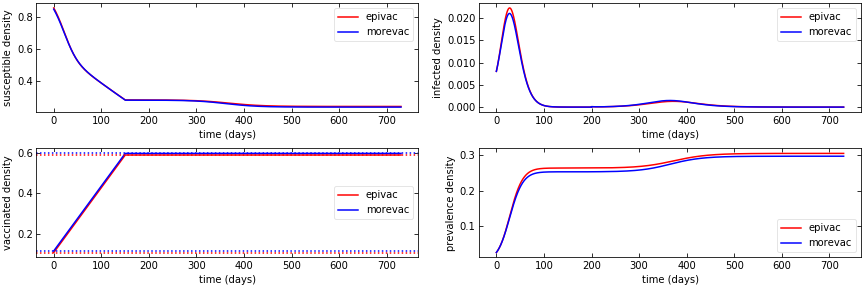 susceptible density
0.8
0.6
0.4
0 100 200 300 400 500 600 700
time (days)
epivac
morevac
infected density
0.020
0.015
0.010
0.005
0.000
0 100 200 300 400 500 600 700
time (days)
epivac
morevac
vaccinated density
0.6
0.4
0.2
0 100 200 300 400 500 600 700
time (days)
epivac
morevac
prevalence density
0.3
0.2
0.1
0 100 200 300 400 500 600 700
time (days)
epivac
morevac